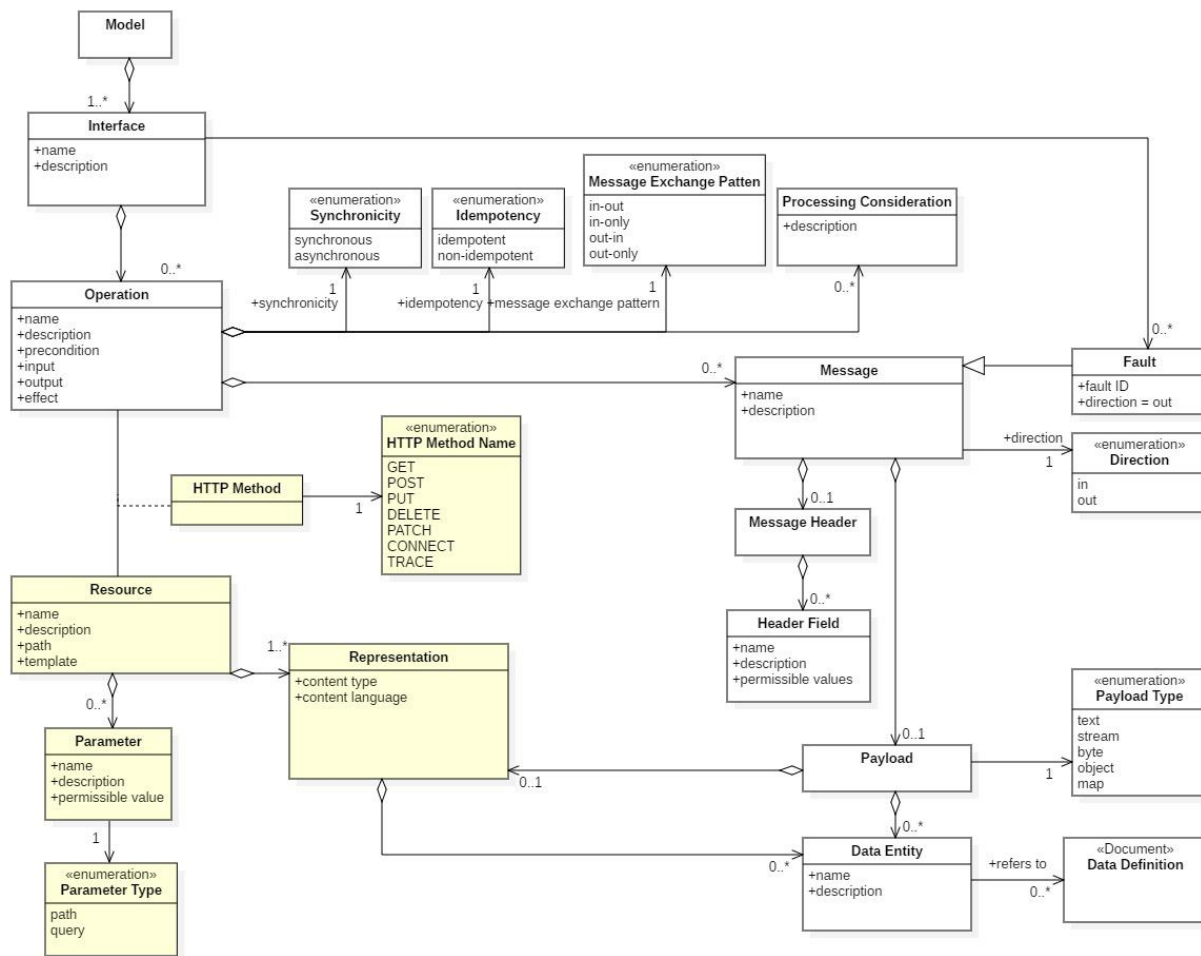 Model
1..*
Interface
+name
+description
«enumeration»
Synchronicity
synchronous
asynchronous
«enumeration»
Idempotency
idempotent
non-idempotent
«enumeration»
Message Exchange Patten
in-out
in-only
out-in
out-only
Processing Consideration
+description
0..*
1
+synchronicity
1
+idempotency
1
+message exchange pattern
0..*
Operation
+name
+description
+precondition
+input
+output
+effect
0..*
0..*
Message
+name
+description
Fault
+fault ID
+direction = out
+direction
1
«enumeration»
Direction
in
out
«enumeration»
HTTP Method Name
GET
POST
PUT
DELETE
PATCH
CONNECT
TRACE
HTTP Method
1
0..1
Message Header
0..*
Header Field
+name
+description
+permissible values
Resource
+name
+description
+path
+template
1..*
Representation
+content type
+content language
0..*
Parameter
+name
+description
+permissible value
1
«enumeration»
Parameter Type
path
query
0..1
Payload
0..1
1
«enumeration»
Payload Type
text
stream
byte
object
map
0..*
0..*
Data Entity
+name
+description
+refers to
0..*
«Document»
Data Definition